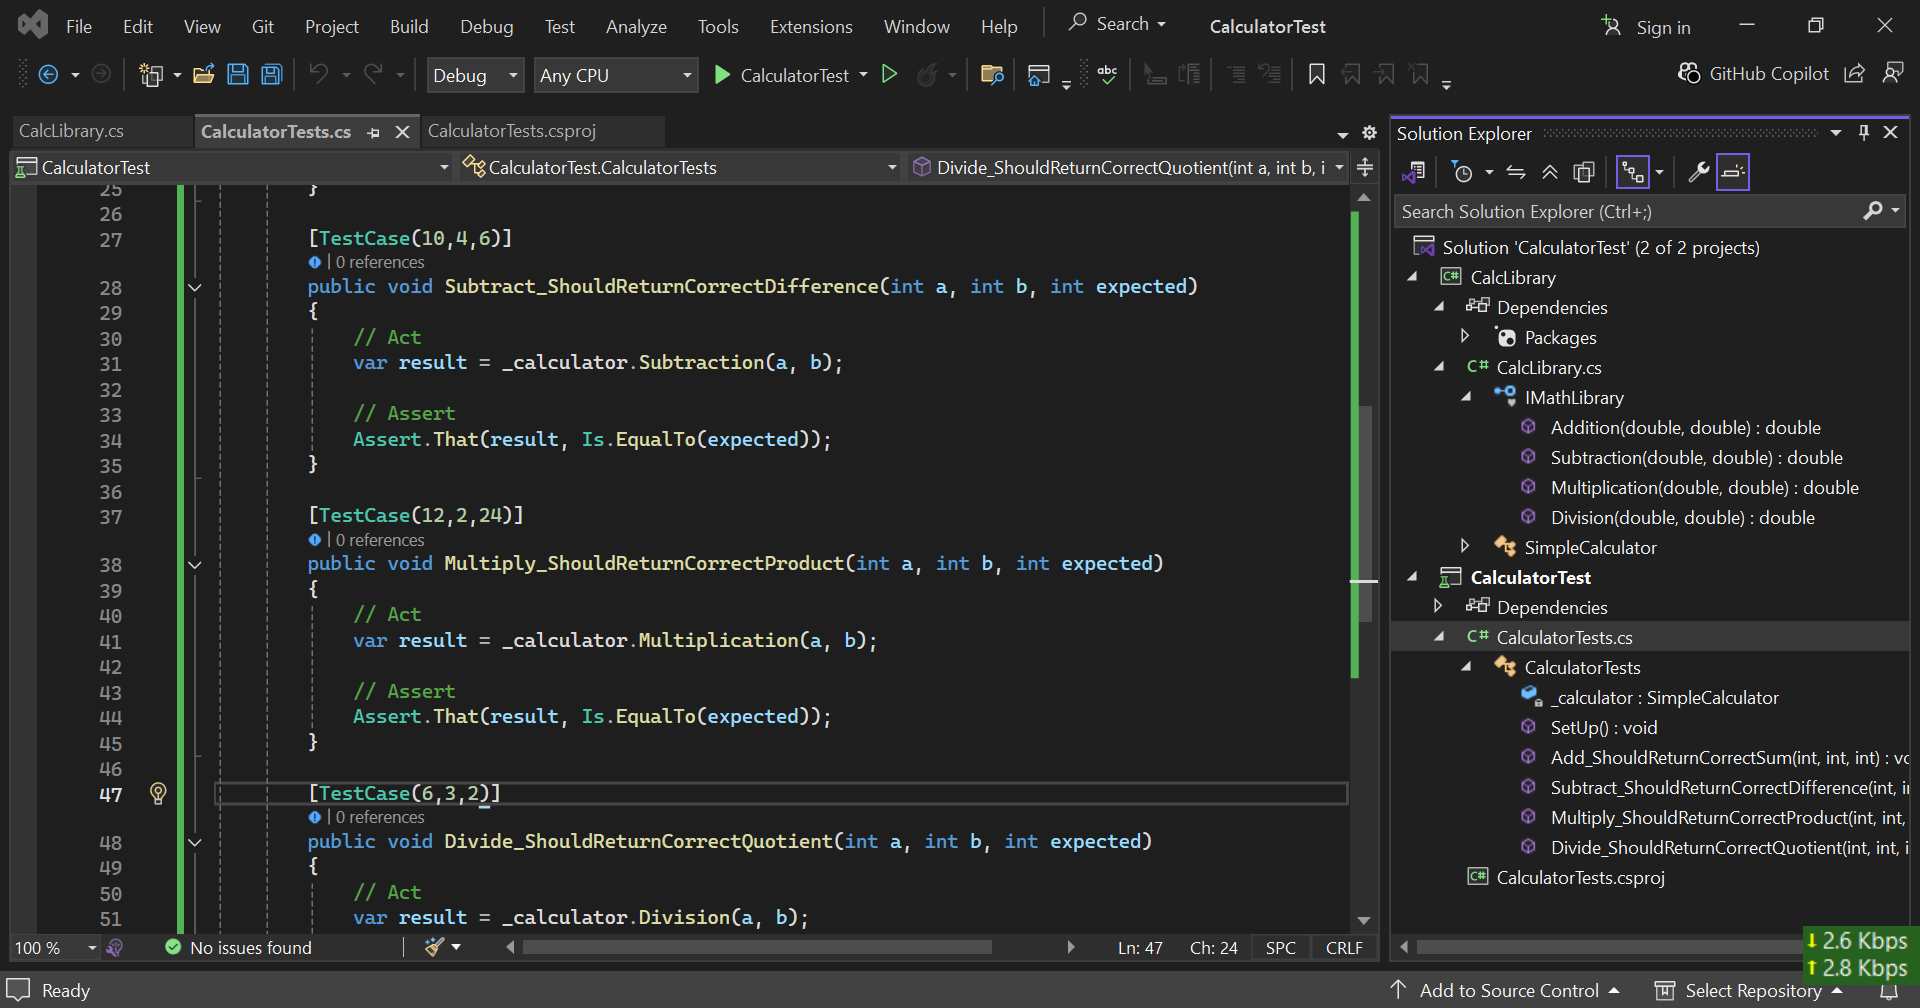 File Edit View Git Project Build Debug Test Analyze Tools Extensions Window Help Search CalculatorTest Sign in
Debug Any CPU CalculatorTest abc GitHub Copilot
CalcLibrary.cs CalculatorTests.cs CalculatorTests.csproj
CalculatorTest CalculatorTest.CalculatorTests Divide_ShouldReturnCorrectQuotient(int a, int b, i
25 }
26
27 [TestCase(10,4,6)]
| 0 references
28 public void Subtract_ShouldReturnCorrectDifference(int a, int b, int expected)
29 {
30 // Act
31 var result = _calculator.Subtraction(a, b);
32
33 // Assert
34 Assert.That(result, Is.EqualTo(expected));
35 }
36
37 [TestCase(12,2,24)]
| 0 references
38 public void Multiply_ShouldReturnCorrectProduct(int a, int b, int expected)
39 {
40 // Act
41 var result = _calculator.Multiplication(a, b);
42
43 // Assert
44 Assert.That(result, Is.EqualTo(expected));
45 }
46
47 [TestCase(6,3,2)]
| 0 references
48 public void Divide_ShouldReturnCorrectQuotient(int a, int b, int expected)
49 {
50 // Act
51 var result = _calculator.Division(a, b);
100 % No issues found Ln: 47 Ch: 24 SPC CRLF
Solution Explorer
Search Solution Explorer (Ctrl+;)
Solution 'CalculatorTest' (2 of 2 projects)
C# CalcLibrary
Dependencies
Packages
C# CalcLibrary.cs
IMathLibrary
Addition(double, double) : double
Subtraction(double, double) : double
Multiplication(double, double) : double
Division(double, double) : double
SimpleCalculator
CalculatorTest
Dependencies
C# CalculatorTests.cs
CalculatorTests
_calculator : SimpleCalculator
SetUp() : void
Add_ShouldReturnCorrectSum(int, int, int) : vo
Subtract_ShouldReturnCorrectDifference(int, in
Multiply_ShouldReturnCorrectProduct(int, int,
Divide_ShouldReturnCorrectQuotient(int, int, i
C# CalculatorTests.csproj
2.6 Kbps
2.8 Kbps
Ready Add to Source Control Select Repository